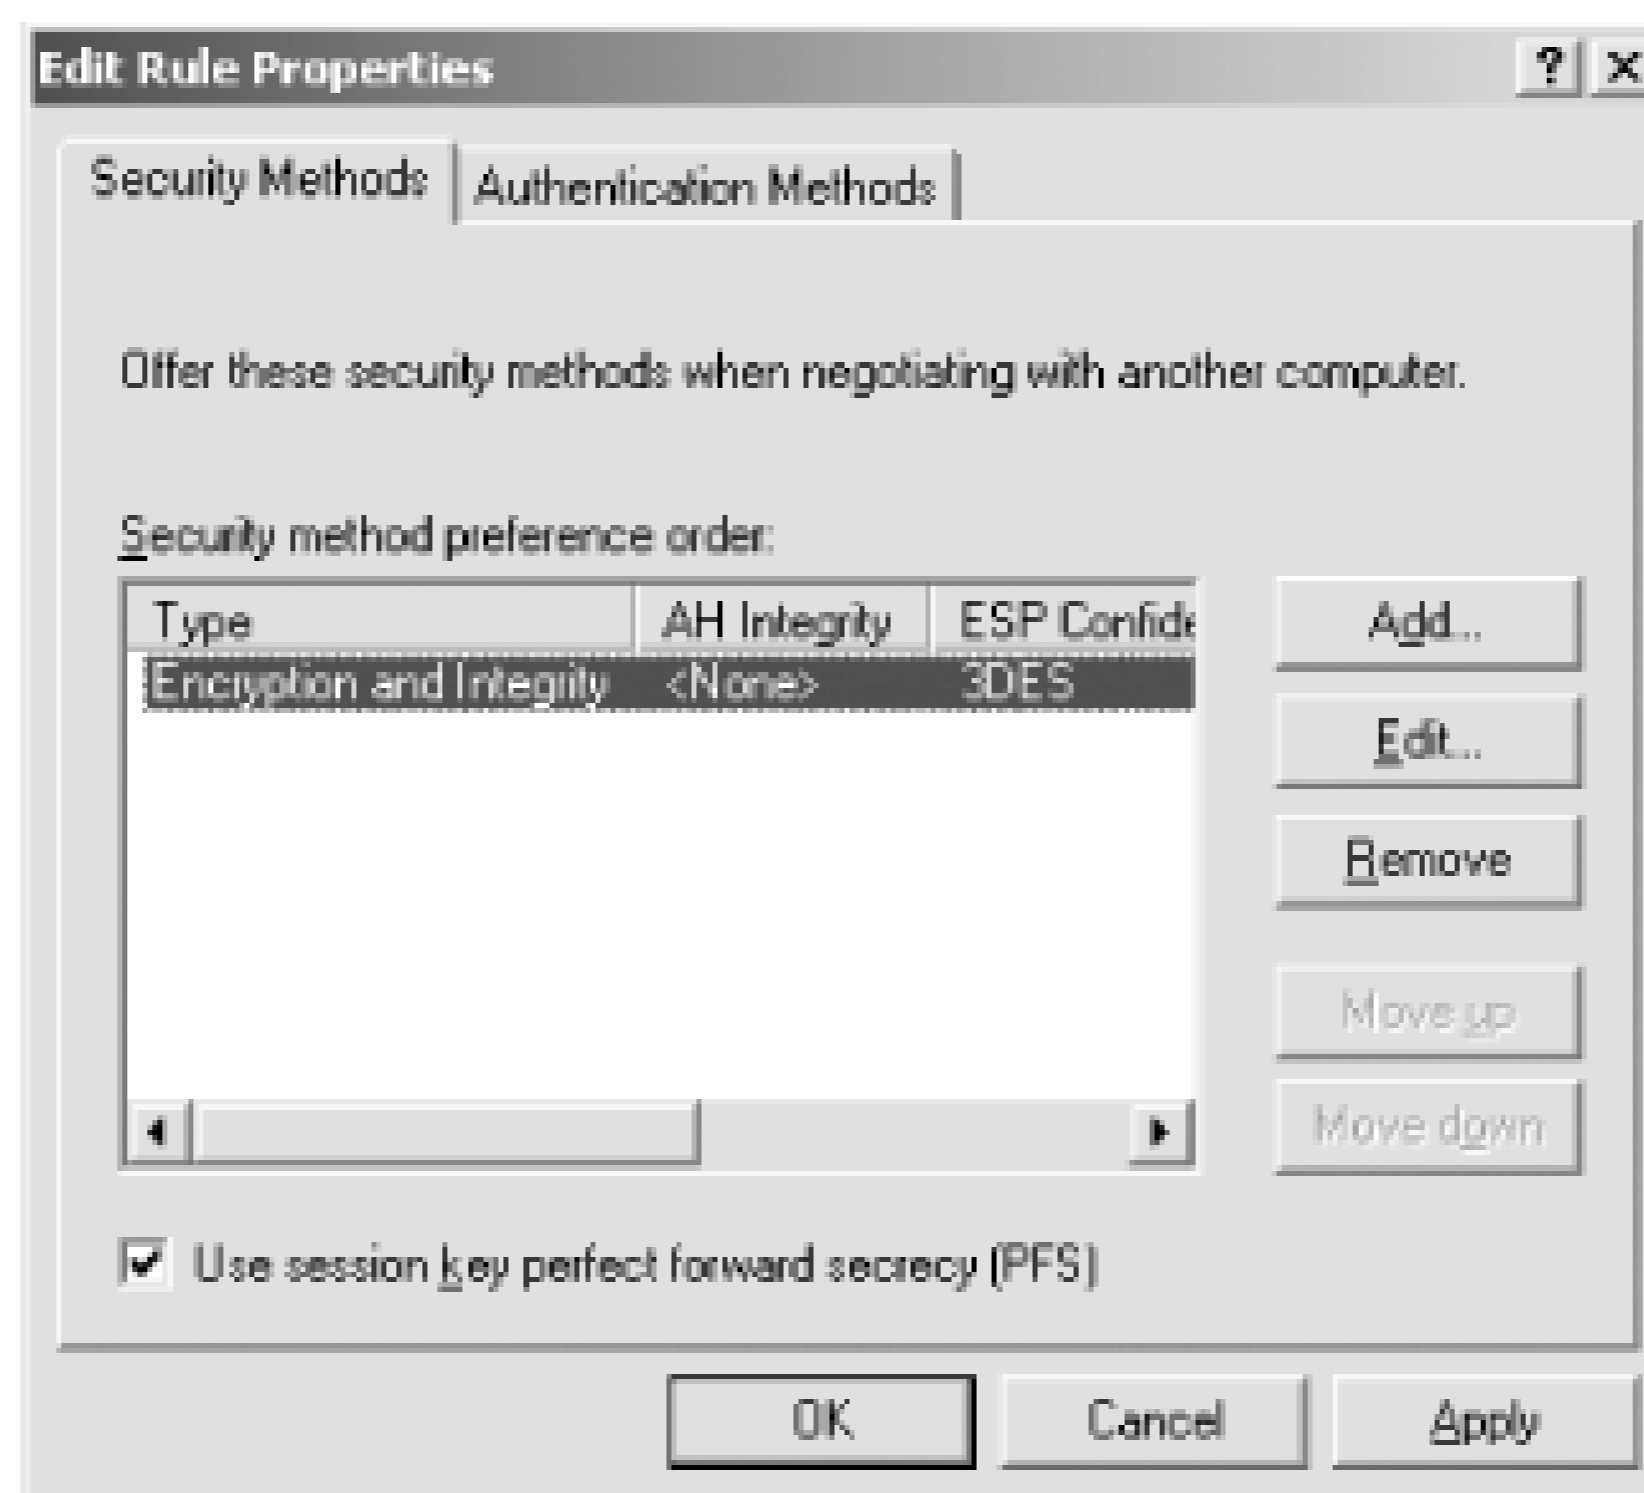 Edit Rule Properties ? X
Security Methods Authentication Methods
Offer these security methods when negotiating with another computer.
Security method preference order:
Type AH Integrity ESP Confide
Encryption and Integrity <None> 3DES
Add...
Edit...
Remove
Move up
Move down
Use session key perfect forward secrecy (PFS)
OK Cancel Apply